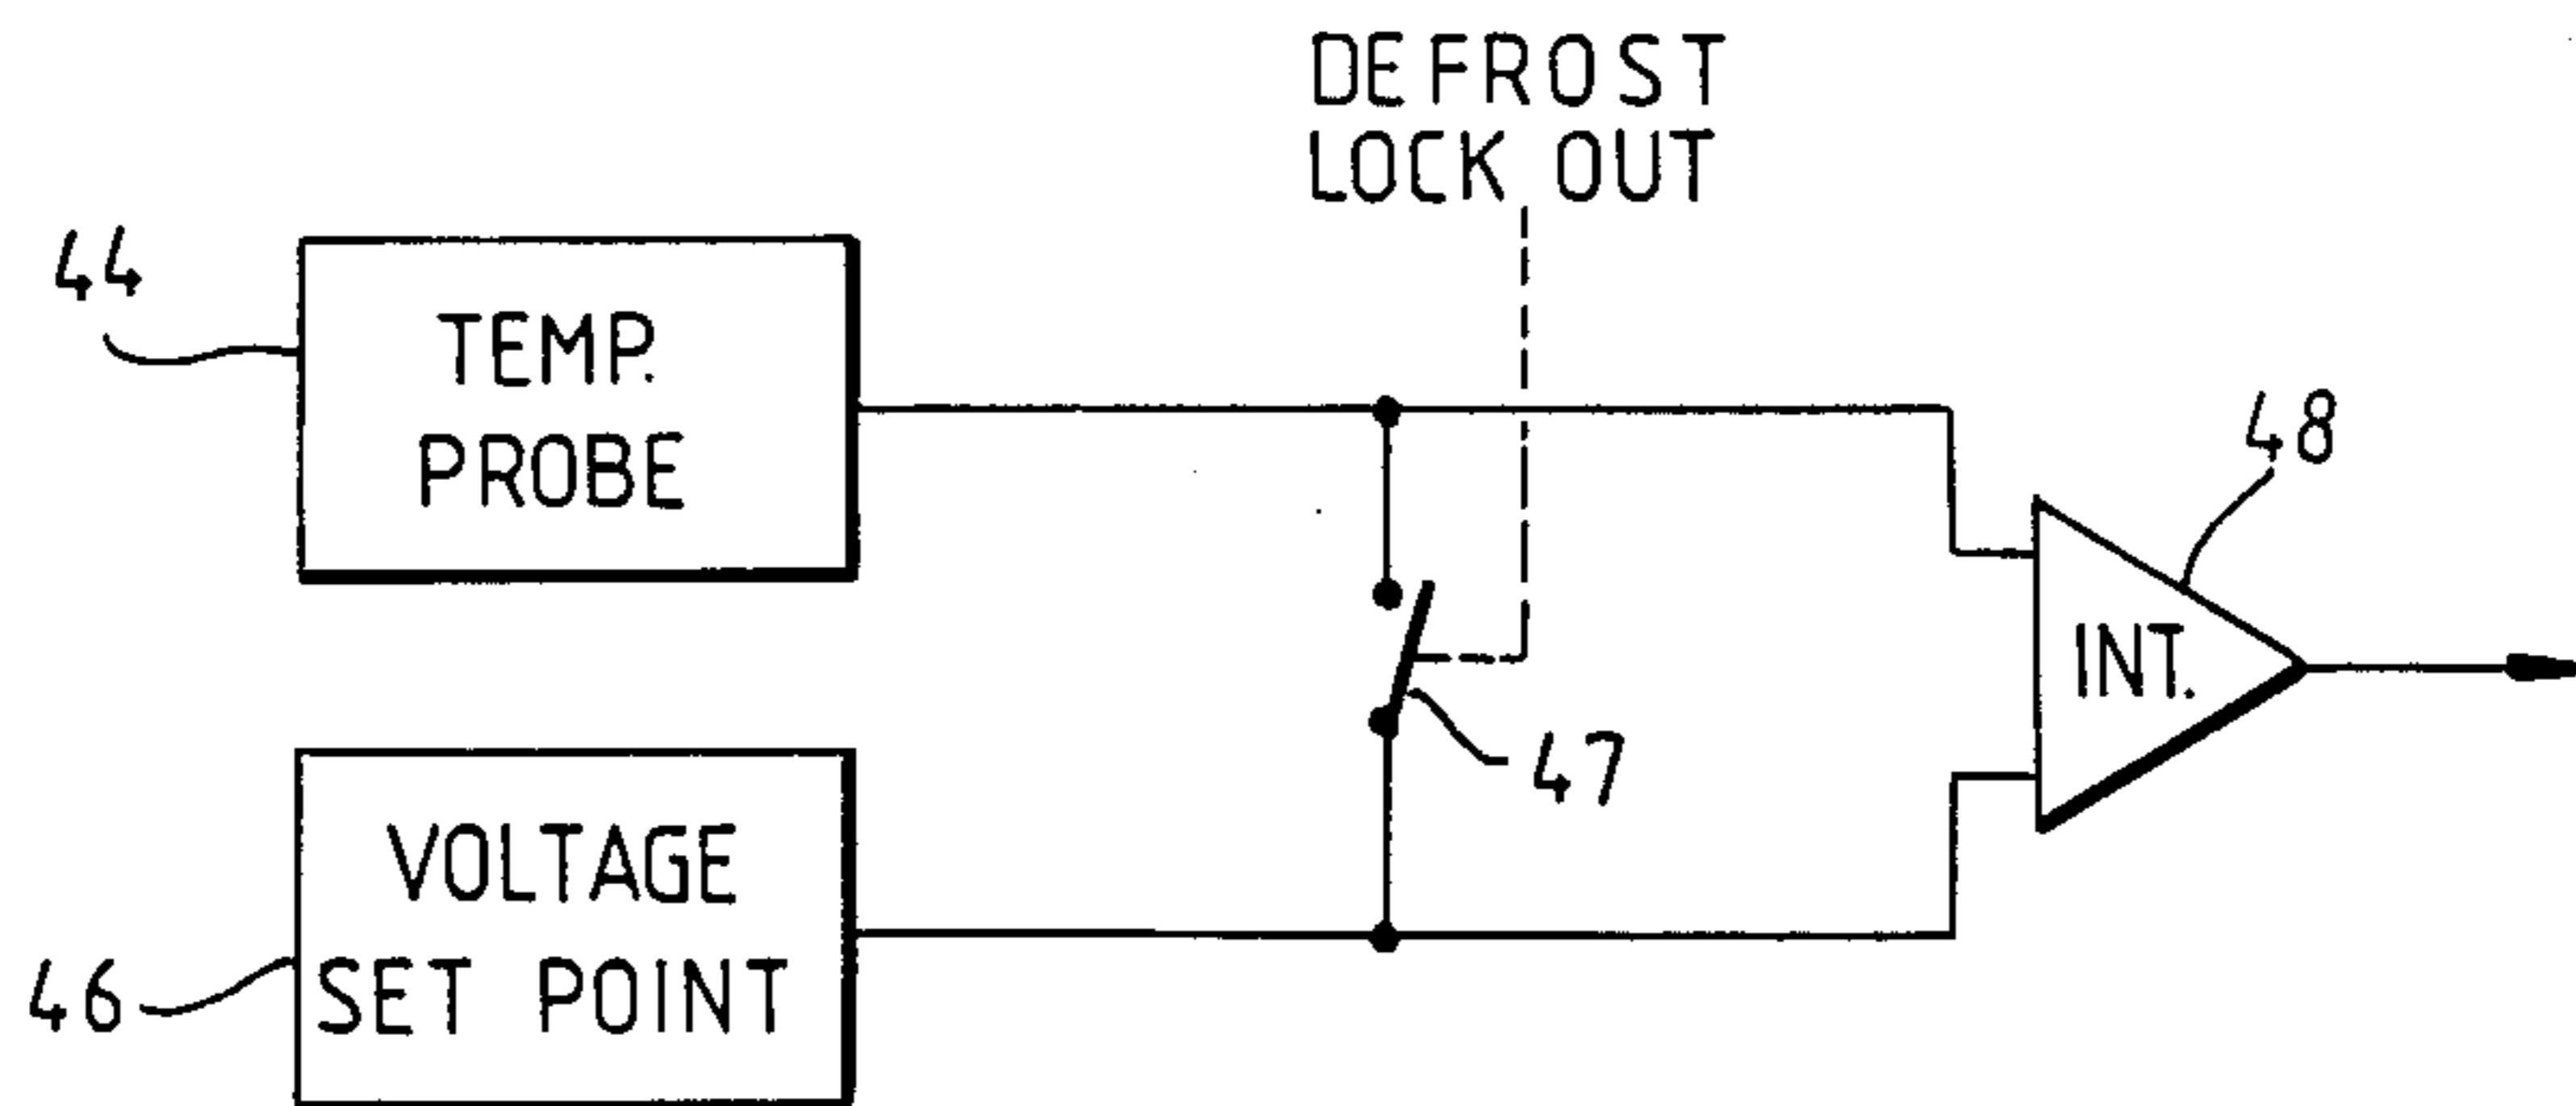 DEFROST
LOCK OUT
44
TEMP.
PROBE
48
INT.
47
VOLTAGE
SET POINT
46